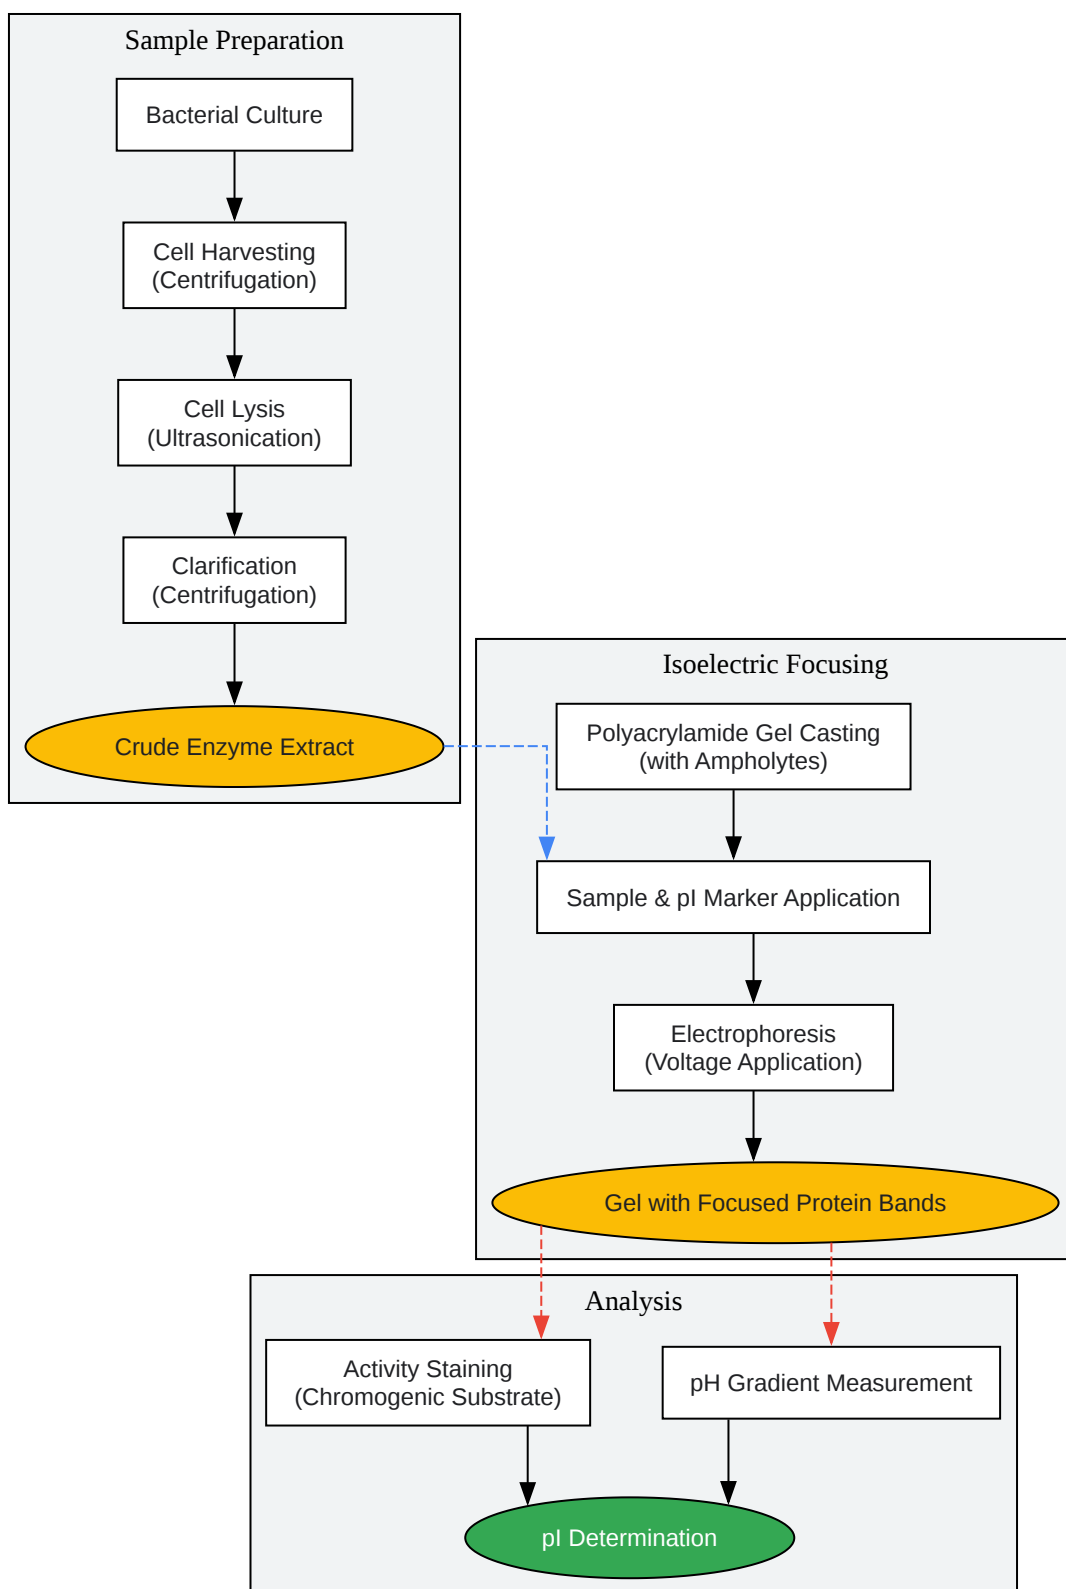 Sample Preparation
Bacterial Culture
Cell Harvesting
(Centrifugation)
Cell Lysis
(Ultrasonication)
Clarification
(Centrifugation)
Crude Enzyme Extract
Isoelectric Focusing
Polyacrylamide Gel Casting
(with Ampholytes)
Sample & pI Marker Application
Electrophoresis
(Voltage Application)
Gel with Focused Protein Bands
Analysis
Activity Staining
(Chromogenic Substrate)
pH Gradient Measurement
pI Determination